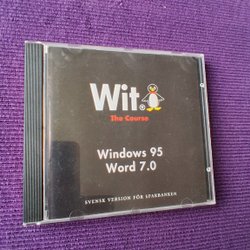 Wit.
The Course
Windows 95
Word 7.0
SVENSK VERSION FÖR SPARBANKEN